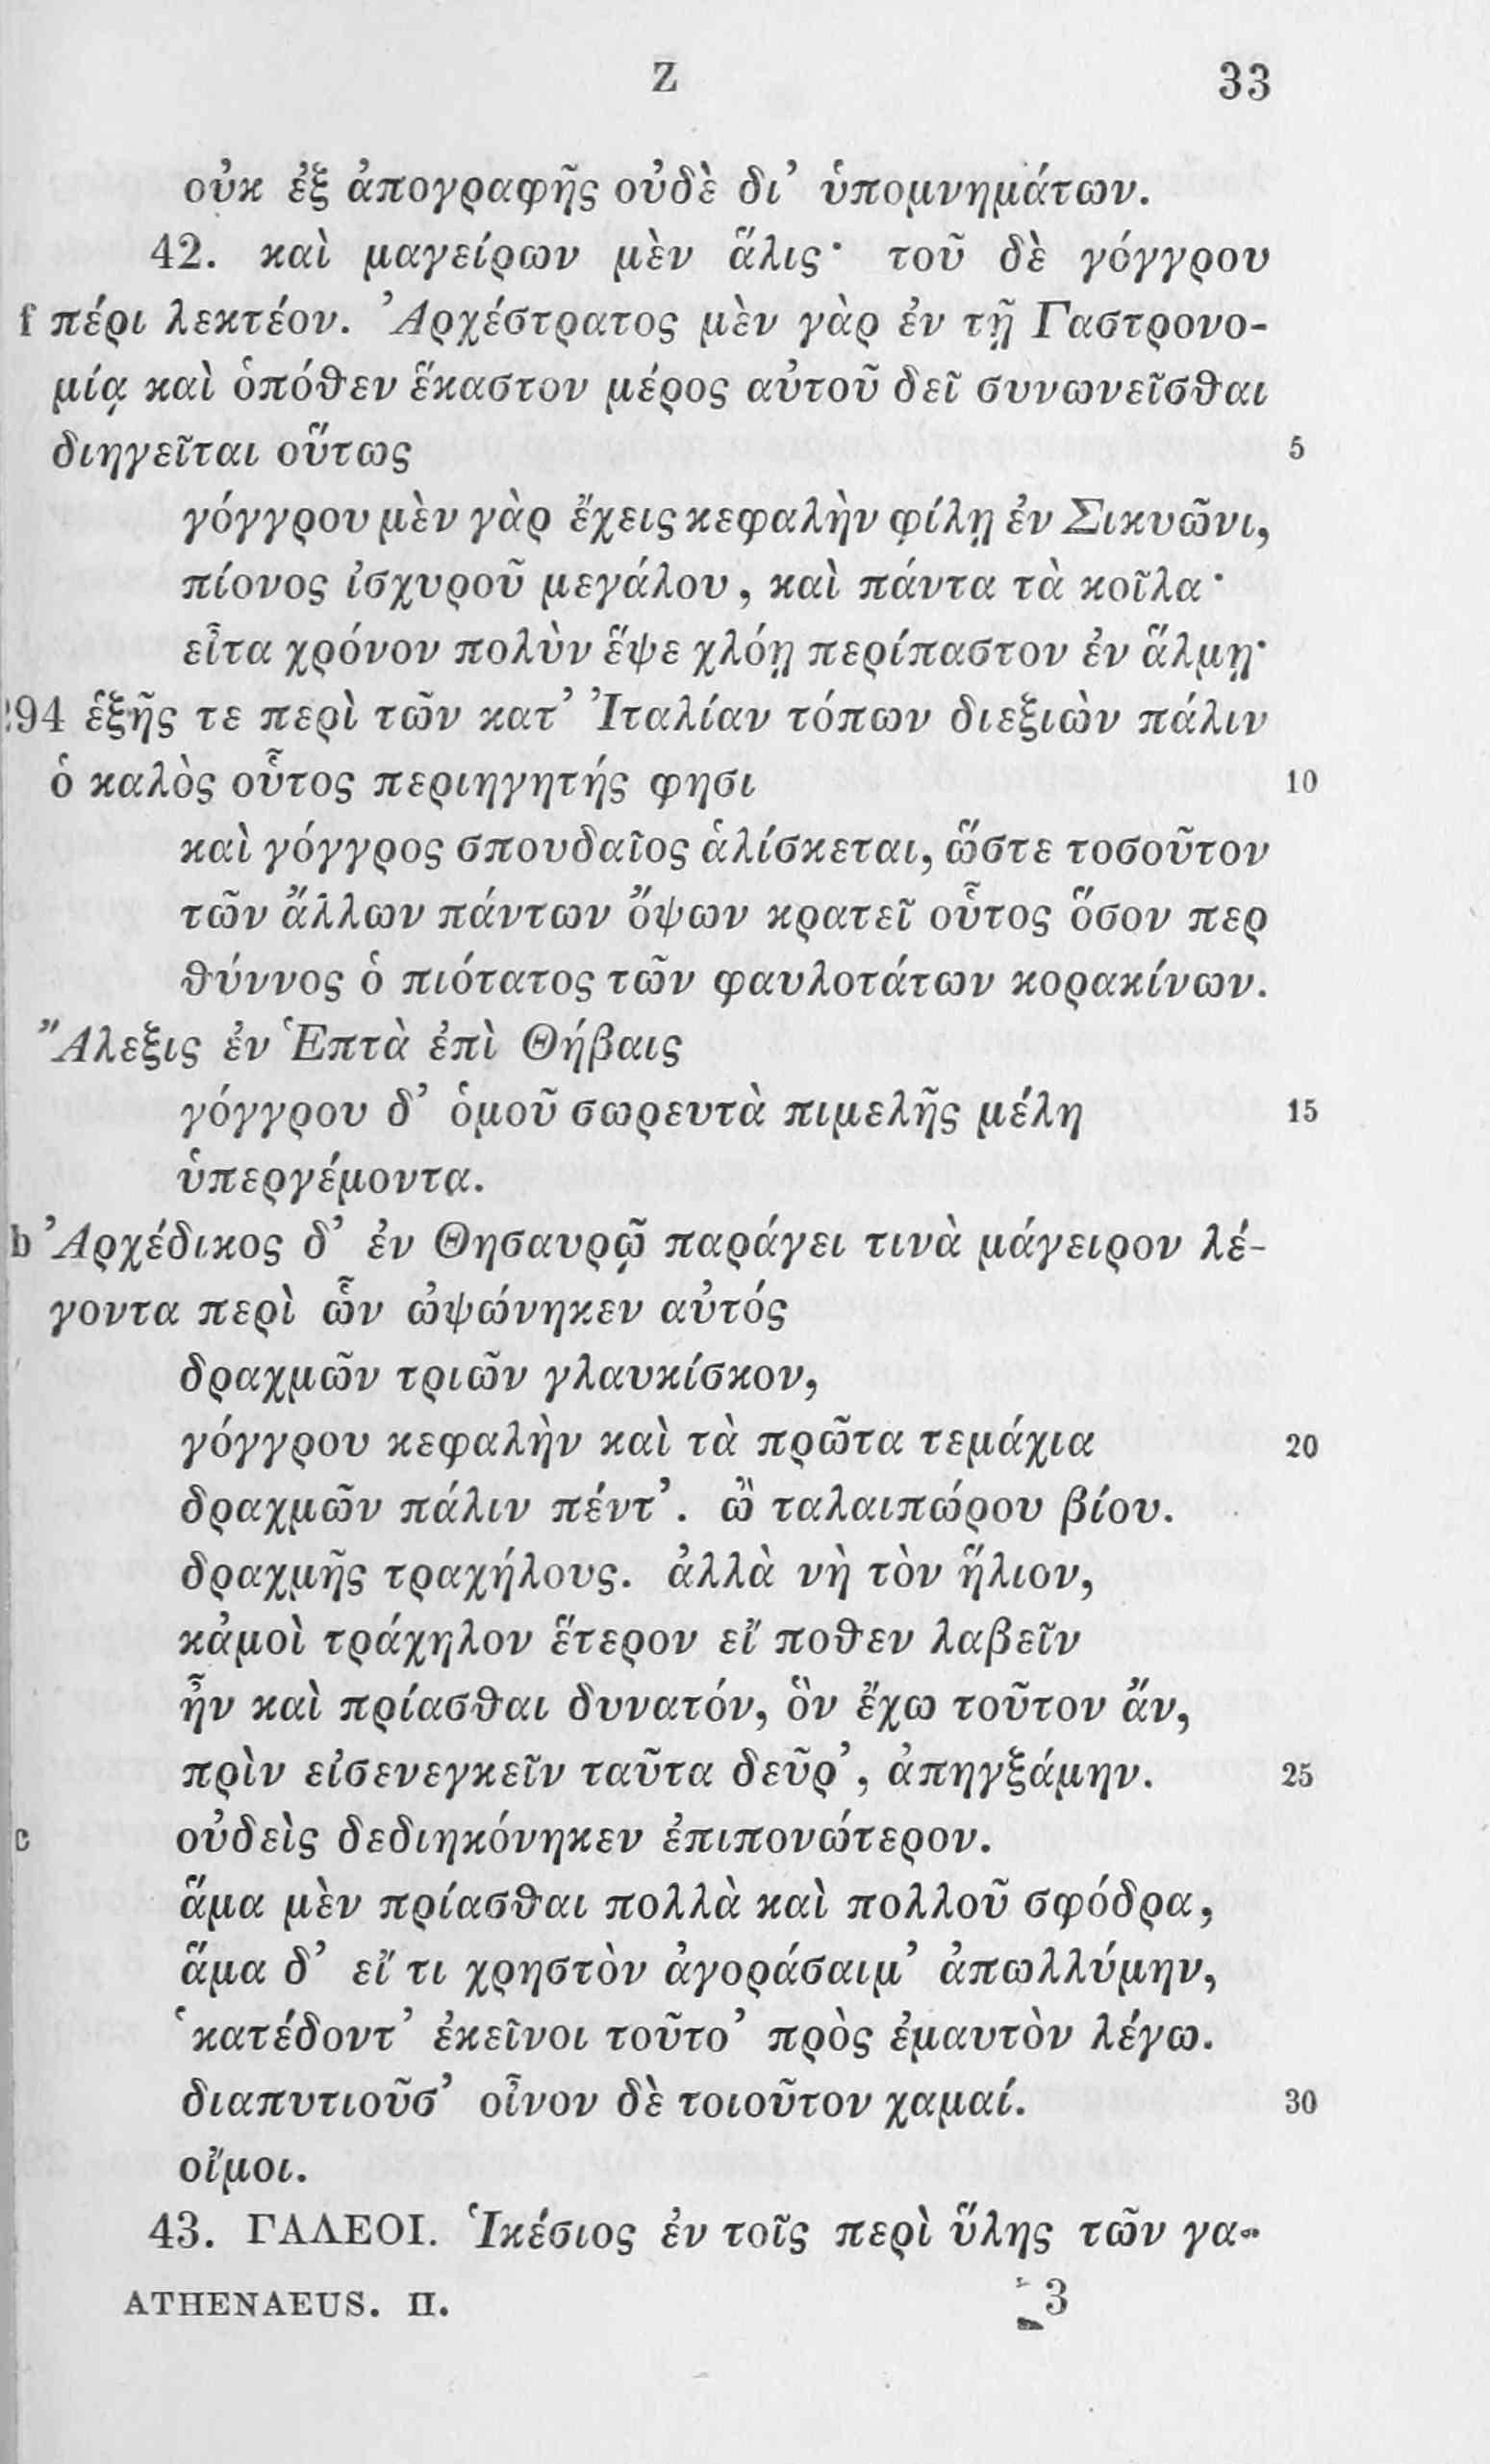 Ζ 33
οὐκ ἐξ ἀπογραφῆς οὐδὲ δι’ ὑπομνημάτων.
42. καὶ μαγείρων μὲν ἅλις· τοῦ δὲ γόγγρου
f πέρι λεκτέον. Ἀρχέστρατος μὲν γὰρ ἐν τῇ Γαστρονο-
μίᾳ καὶ ὁπόθεν ἕκαστον μέρος αὐτοῦ δεῖ συνωνεῖσθαι
διηγεῖται οὕτως 5
γόγγρου μὲν γὰρ ἔχεις κεφαλὴν φίλῃ ἐν Σικυῶνι,
πίονος ἰσχυροῦ μεγάλου, καὶ πάντα τὰ κοῖλα·
εἶτα χρόνον πολὺν ἕψε χλόῃ περίπαστον ἐν ἅλμῃ·
294 ἑξῆς τε περὶ τῶν κατ’ Ἰταλίαν τόπων διεξιὼν πάλιν
ὁ καλὸς οὗτος περιηγητής φησι 10
καὶ γόγγρος σπουδαῖος ἁλίσκεται, ὥστε τοσοῦτον
τῶν ἄλλων πάντων ὄψων κρατεῖ οὗτος ὅσον περ
θύννος ὁ πιότατος τῶν φαυλοτάτων κορακίνων.
Ἄλεξις ἐν Ἑπτὰ ἐπὶ Θήβαις
γόγγρου δ’ ὁμοῦ σωρευτὰ πιμελῆς μέλη 15
ὑπεργέμοντα.
b Ἀρχέδικος δ’ ἐν Θησαυρῷ παράγει τινὰ μάγειρον λέ-
γοντα περὶ ὧν ὠψώνηκεν αὐτός
δραχμῶν τριῶν γλαυκίσκον,
γόγγρου κεφαλὴν καὶ τὰ πρῶτα τεμάχια 20
δραχμῶν πάλιν πέντ’. ὢ ταλαιπώρου βίου.
δραχμῆς τραχήλους. ἀλλὰ νὴ τὸν ἥλιον,
κἀμοὶ τράχηλον ἕτερον εἴ ποθεν λαβεῖν
ἦν καὶ πρίασθαι δυνατόν, ὃν ἔχω τοῦτον ἄν,
πρὶν εἰσενεγκεῖν ταῦτα δεῦρ’, ἀπηγξάμην. 25
c οὐδεὶς δεδιηκόνηκεν ἐπιπονώτερον.
ἅμα μὲν πρίασθαι πολλὰ καὶ πολλοῦ σφόδρα,
ἅμα δ’ εἴ τι χρηστὸν ἀγοράσαιμ’ ἀπωλλύμην,
‘κατέδοντ’ ἐκεῖνοι τοῦτο’ πρὸς ἐμαυτὸν λέγω.
διαπυτιοῦσ’ οἶνον δὲ τοιοῦτον χαμαί. 30
οἴμοι.
43. ΓΑΛΕΟΙ. Ἱκέσιος ἐν τοῖς περὶ ὕλης τῶν γα-
ATHENAEUS. II. 3